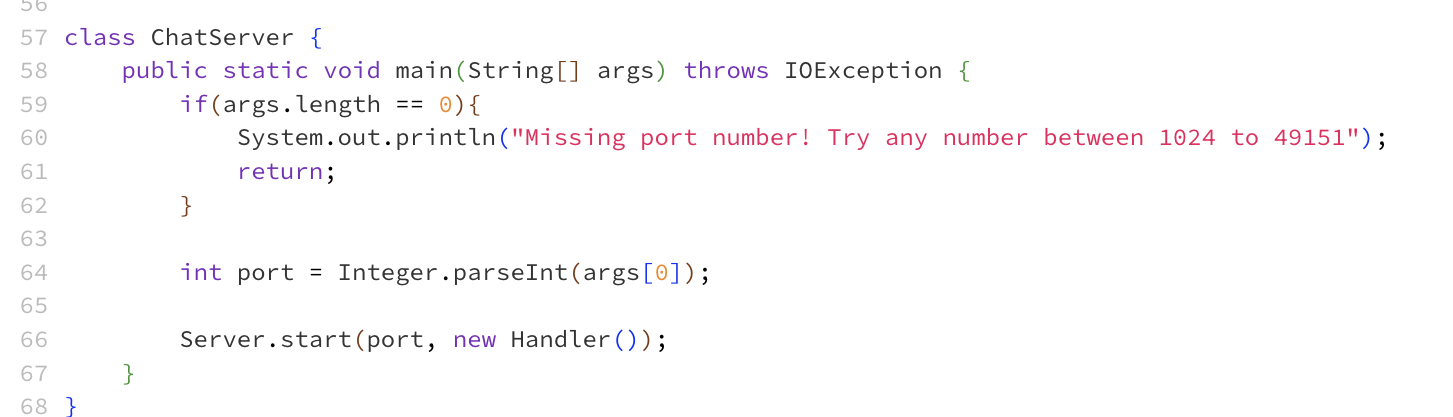 56
57 class ChatServer {
58     public static void main(String[] args) throws IOException {
59         if(args.length == 0){
60             System.out.println("Missing port number! Try any number between 1024 to 49151");
61             return;
62         }
63
64         int port = Integer.parseInt(args[0]);
65
66         Server.start(port, new Handler());
67     }
68 }